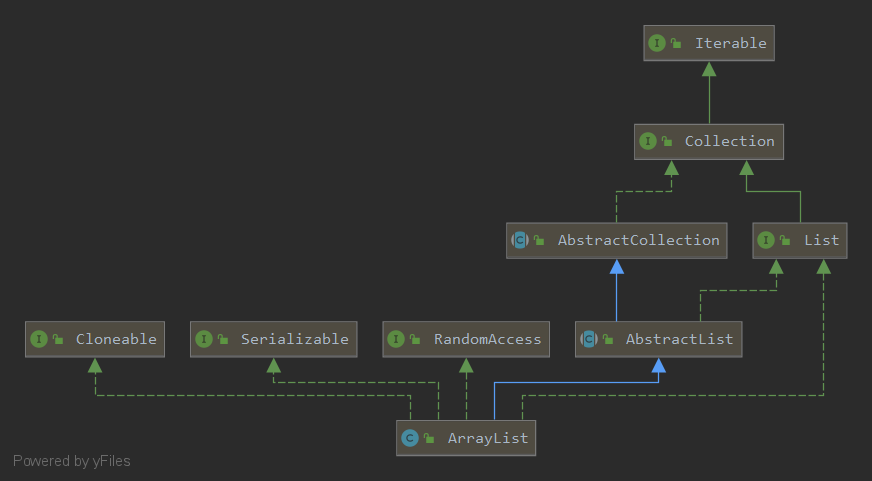 I Iterable
I Collection
C AbstractCollection
I List
I Cloneable
I Serializable
I RandomAccess
C AbstractList
C ArrayList
Powered by yFiles